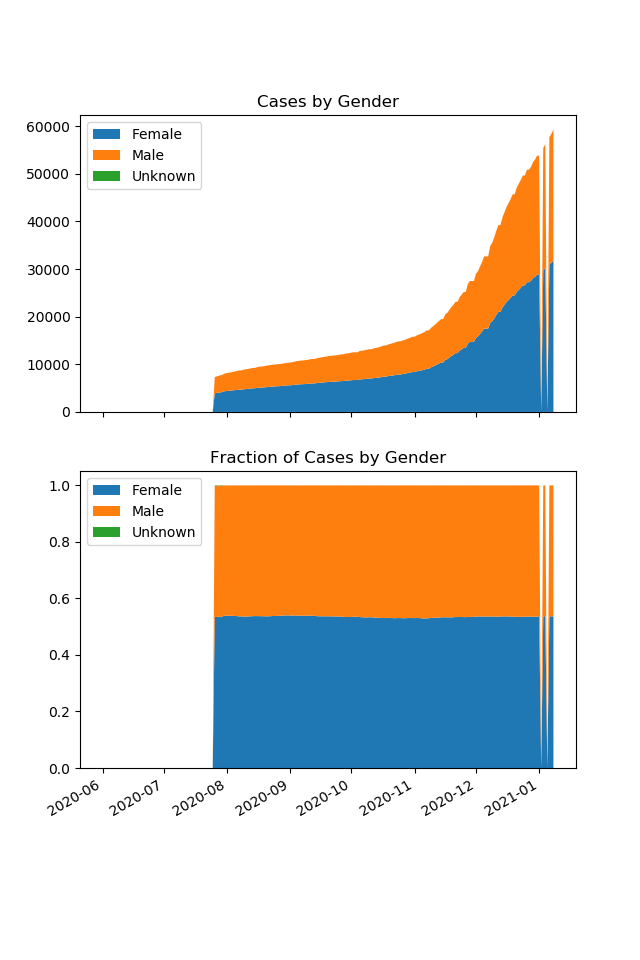 Cases by Gender
60000
50000
40000
30000
20000
10000
0
Female
Male
Unknown
Fraction of Cases by Gender
1.0
0.8
0.6
0.4
0.2
0.0
Female
Male
Unknown
2020-06
2020-07
2020-08
2020-09
2020-10
2020-11
2020-12
2021-01